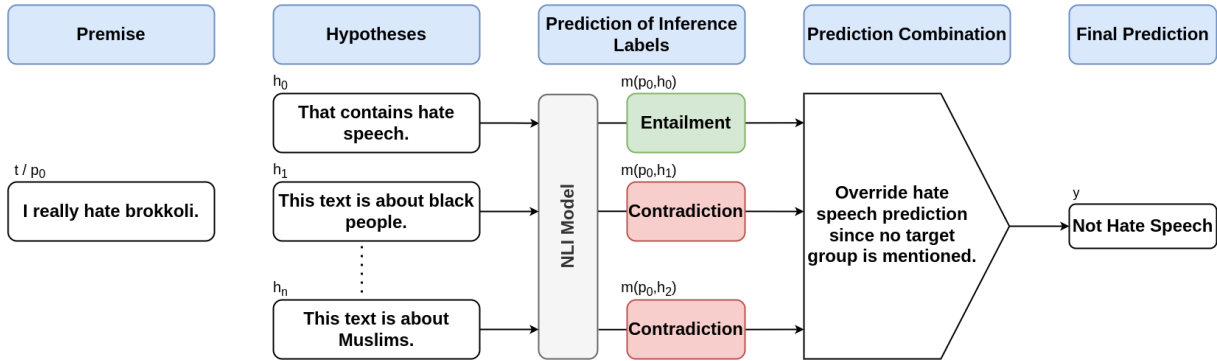 Premise
Hypotheses
Prediction of Inference
Labels
Prediction Combination
Final Prediction
t / p0
I really hate brokkoli.
h0
That contains hate
speech.
h1
This text is about black
people.
hn
This text is about
Muslims.
NLI Model
m(p0,h0)
Entailment
m(p0,h1)
Contradiction
m(p0,h2)
Contradiction
Override hate
speech prediction
since no target
group is mentioned.
y
Not Hate Speech